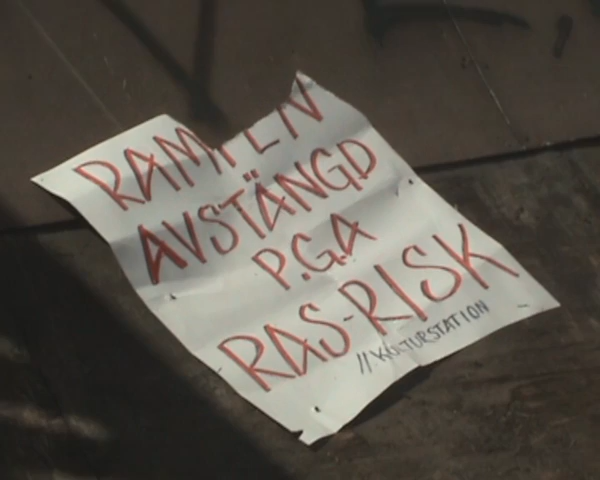 RAMPEN
AVSTÄNGD
P.G.A
RAS-RISK
//KULTURSTATION